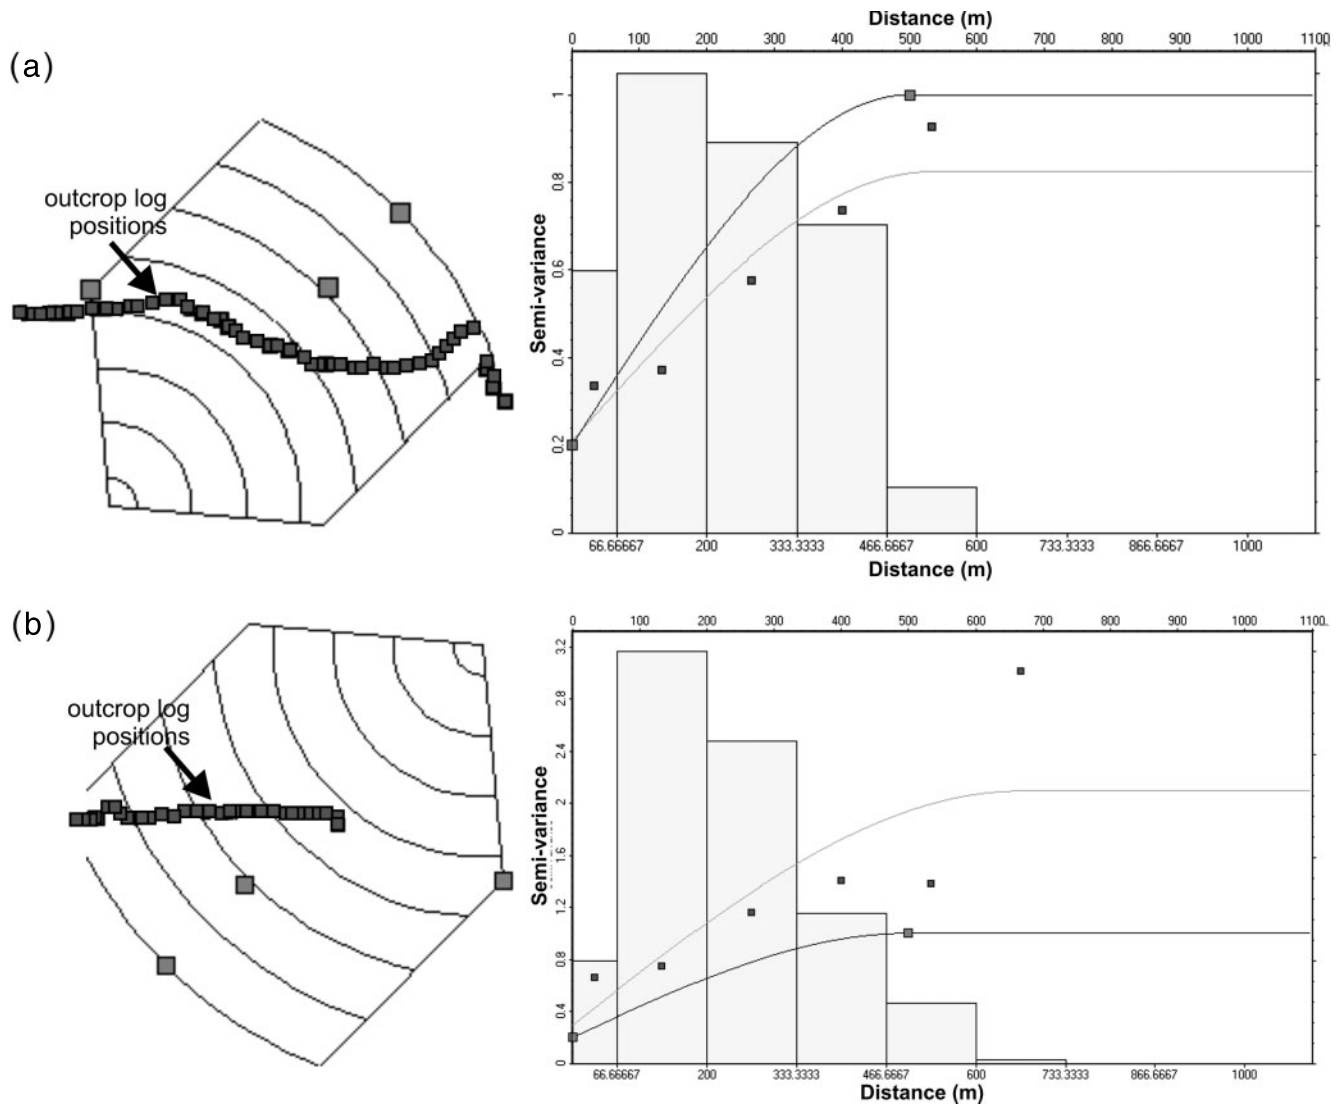 (a)
outcrop log
positions
Distance (m)
0 100 200 300 400 500 600 700 800 900 1000 1100
Semi-variance
1
0.8
0.6
0.4
0.2
0
66.66667 200 333.3333 466.6667 600 733.3333 866.6667 1000
Distance (m)
(b)
outcrop log
positions
0 100 200 300 400 500 600 700 800 900 1000 1100
Semi-variance
3.2
2.8
2.4
2
1.6
1.2
0.8
0.4
0
66.66667 200 333.3333 466.6667 600 733.3333 866.6667 1000
Distance (m)